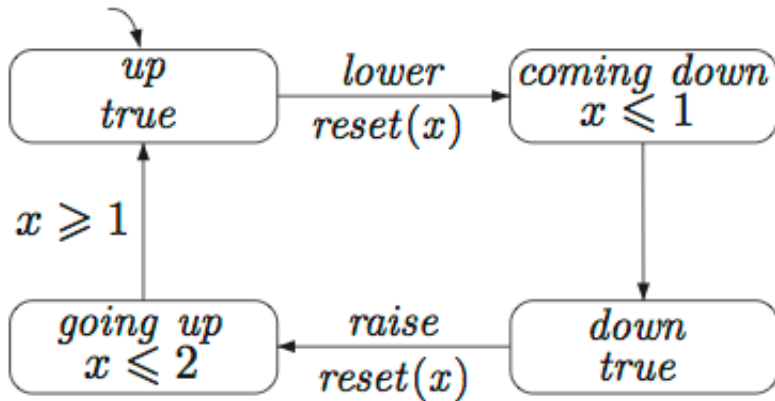 up
true
lower
reset(x)
coming down
x ⩽ 1
x ⩾ 1
going up
x ⩽ 2
raise
reset(x)
down
true